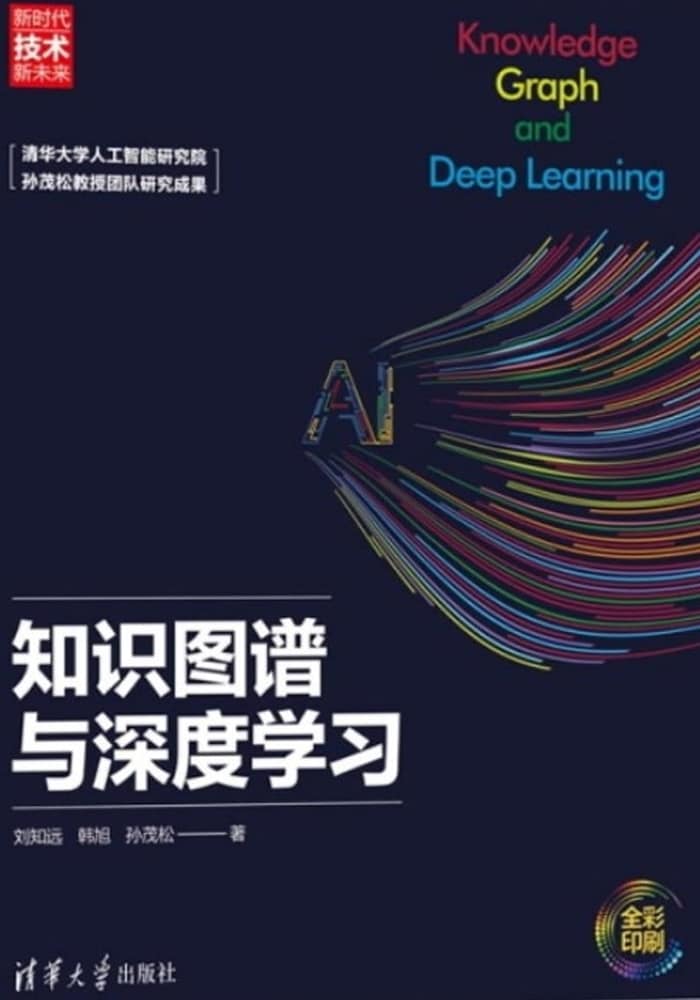 新时代
技术
新未来
Knowledge
Graph
and
Deep Learning
清华大学人工智能研究院
孙茂松教授团队研究成果
AI
知识图谱
与深度学习
刘知远 韩旭 孙茂松——著
全彩
印刷
清华大学出版社